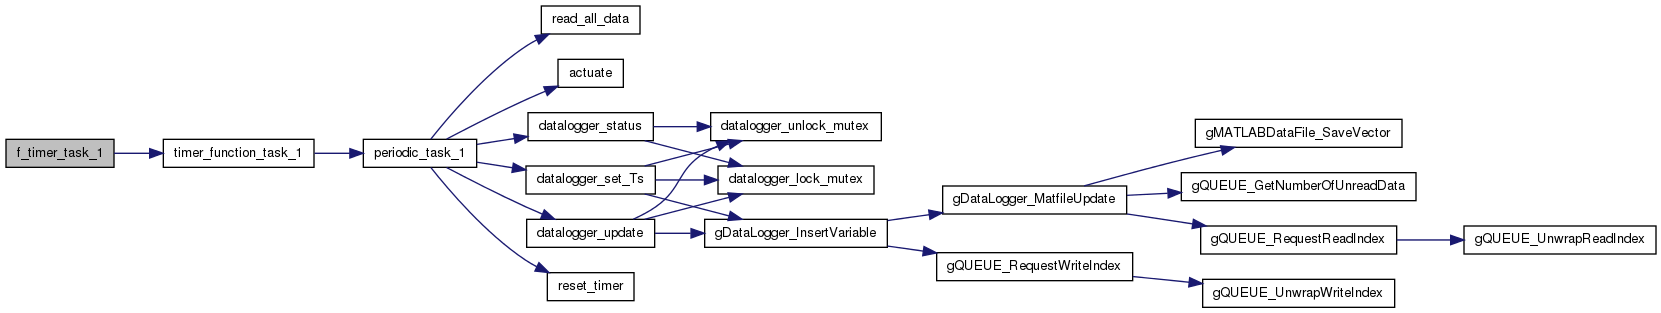 f_timer_task_1
timer_function_task_1
periodic_task_1
read_all_data
actuate
datalogger_status
datalogger_set_Ts
datalogger_update
reset_timer
datalogger_unlock_mutex
datalogger_lock_mutex
gDataLogger_InsertVariable
gDataLogger_MatfileUpdate
gQUEUE_RequestWriteIndex
gMATLABDataFile_SaveVector
gQUEUE_GetNumberOfUnreadData
gQUEUE_RequestReadIndex
gQUEUE_UnwrapWriteIndex
gQUEUE_UnwrapReadIndex